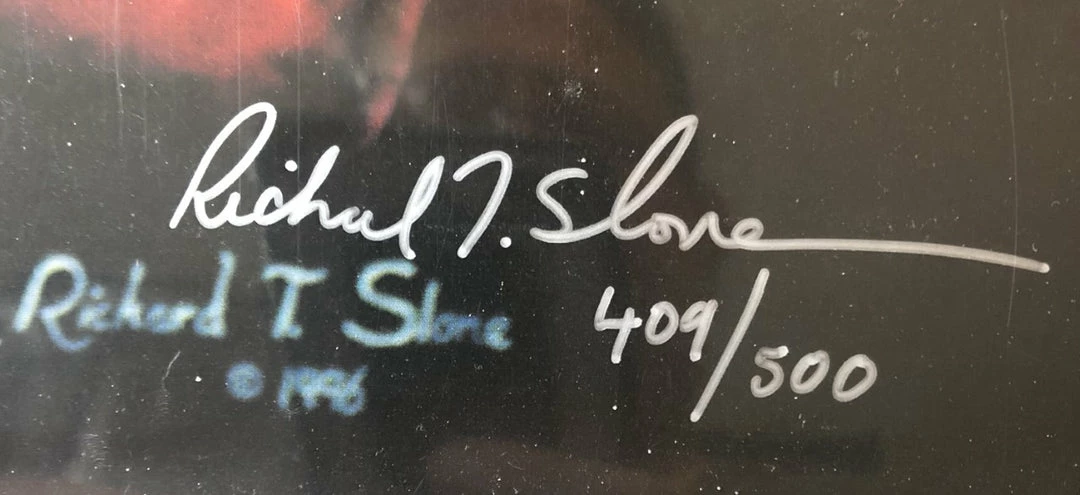 Richard T. Slone
Richard T Slone
409/500
© 1996